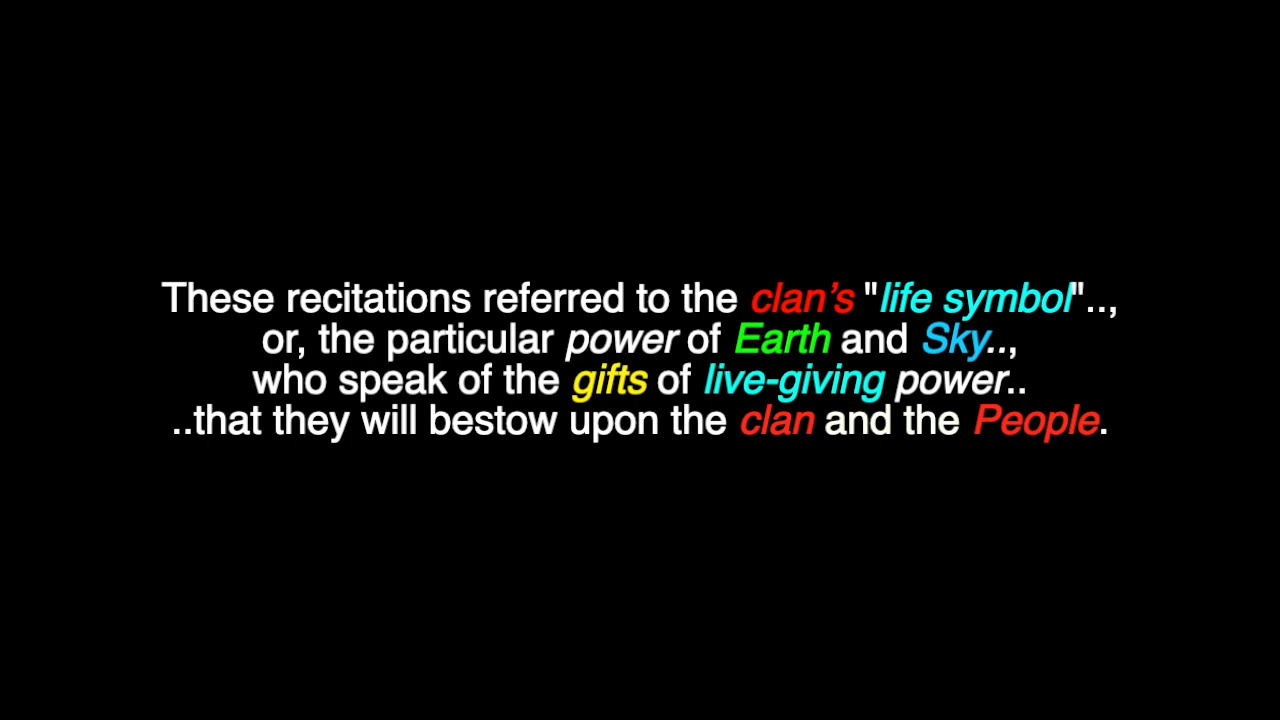 These recitations referred to the clan’s "life symbol"..,
or, the particular power of Earth and Sky..,
who speak of the gifts of live-giving power..
..that they will bestow upon the clan and the People.